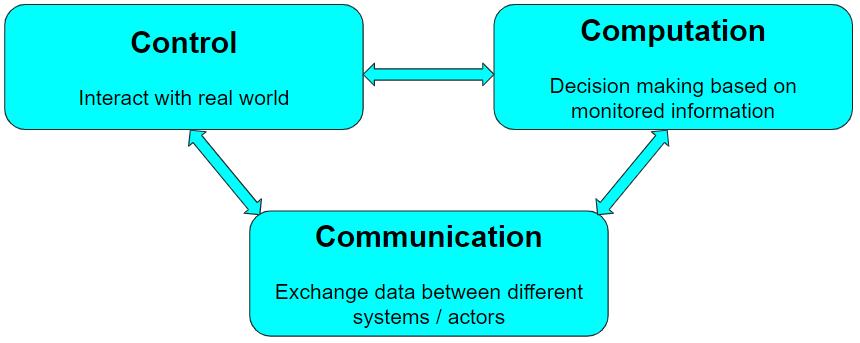 Control
Interact with real world
Computation
Decision making based on
monitored information
Communication
Exchange data between different
systems / actors